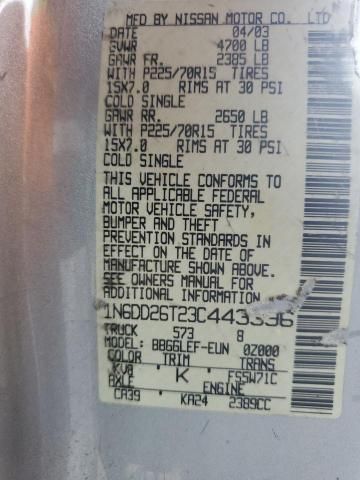 MFD BY NISSAN MOTOR CO. LTD
DATE 04/03
GVWR 4700 LB
GAWR FR. 2385 LB
WITH P225/70R15 TIRES
15X7.0 RIMS AT 30 PSI
COLD SINGLE
GAWR RR. 2650 LB
WITH P225/70R15 TIRES
15X7.0 RIMS AT 30 PSI
COLD SINGLE
THIS VEHICLE CONFORMS TO
ALL APPLICABLE FEDERAL
MOTOR VEHICLE SAFETY,
BUMPER AND THEFT
PREVENTION STANDARDS IN
EFFECT ON THE DATE OF
MANUFACTURE SHOWN ABOVE.
SEE OWNERS MANUAL FOR
ADDITIONAL INFORMATION.
1N6DD26T23C443396
TRUCK 573 8
MODEL: BBGGLEF-EUN 0Z000
COLOR TRIM TRANS
KV8 K FS5W71C
AXLE ENGINE
CA39 KA24 2389CC